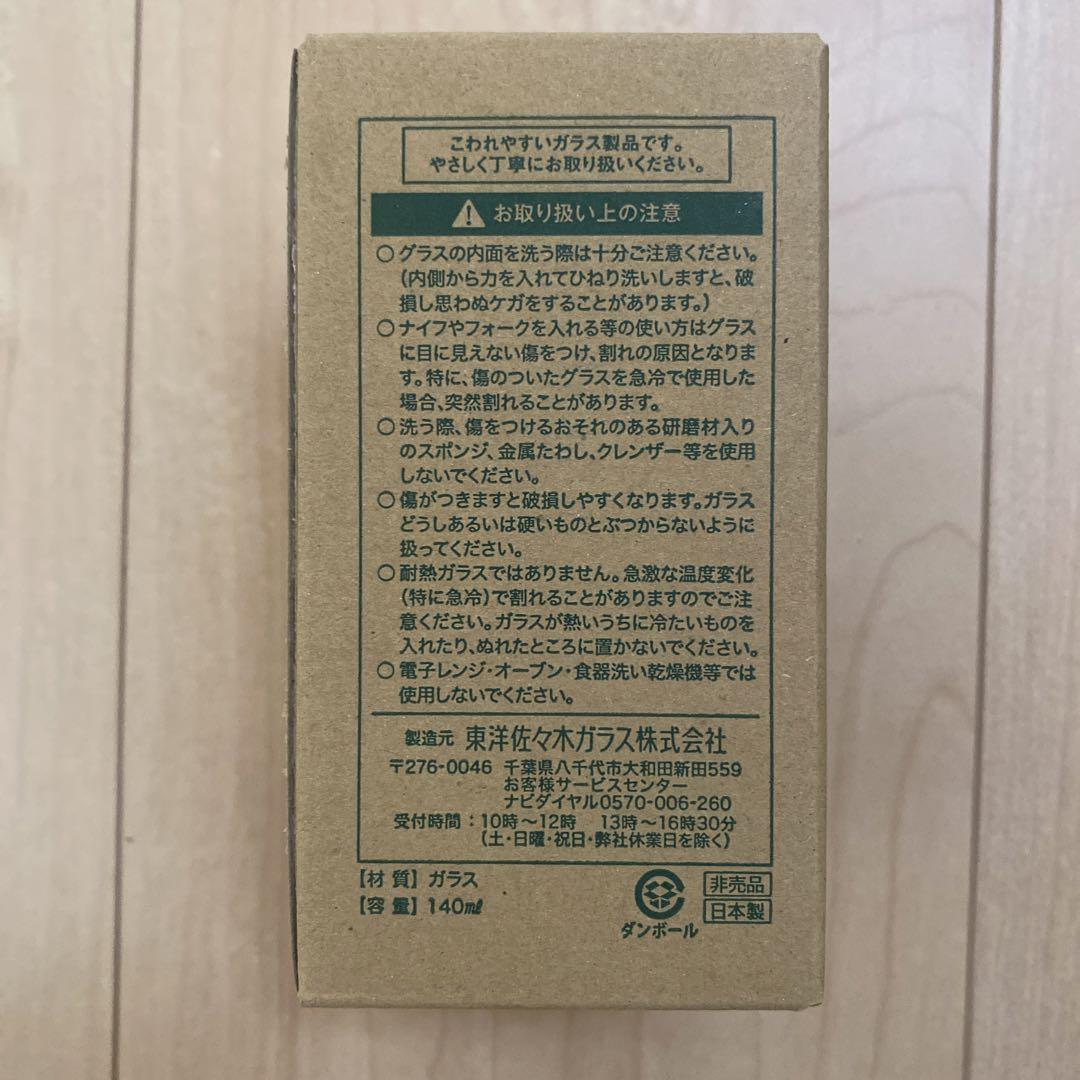 こわれやすいガラス製品です。
やさしく丁寧にお取り扱いください。
お取り扱い上の注意
○グラスの内面を洗う際は十分ご注意ください。
(内側から力を入れてひねり洗いしますと、破
損し思わぬケガをすることがあります。)
○ナイフやフォークを入れる等の使い方はグラス
に目に見えない傷をつけ、割れの原因となりま
す。特に、傷のついたグラスを急冷で使用した
場合、突然割れることがあります。
○洗う際、傷をつけるおそれのある研磨材入り
のスポンジ、金属たわし、クレンザー等を使用
しないでください。
○傷がつきますと破損しやすくなります。ガラス
どうしあるいは硬いものとぶつからないように
扱ってください。
○耐熱ガラスではありません。急激な温度変化
(特に急冷)で割れることがありますのでご注
意ください。ガラスが熱いうちに冷たいものを
入れたり、ぬれたところに置かないでください。
○電子レンジ・オーブン・食器洗い乾燥機等では
使用しないでください。
製造元 東洋佐々木ガラス株式会社
〒276-0046 千葉県八千代市大和田新田559
お客様サービスセンター
ナビダイヤル0570-006-260
受付時間：10時～12時 13時～16時30分
(土・日曜・祝日・弊社休業日を除く)
【材 質】 ガラス
【容 量】 140㎖
ダンボール
非売品
日本製